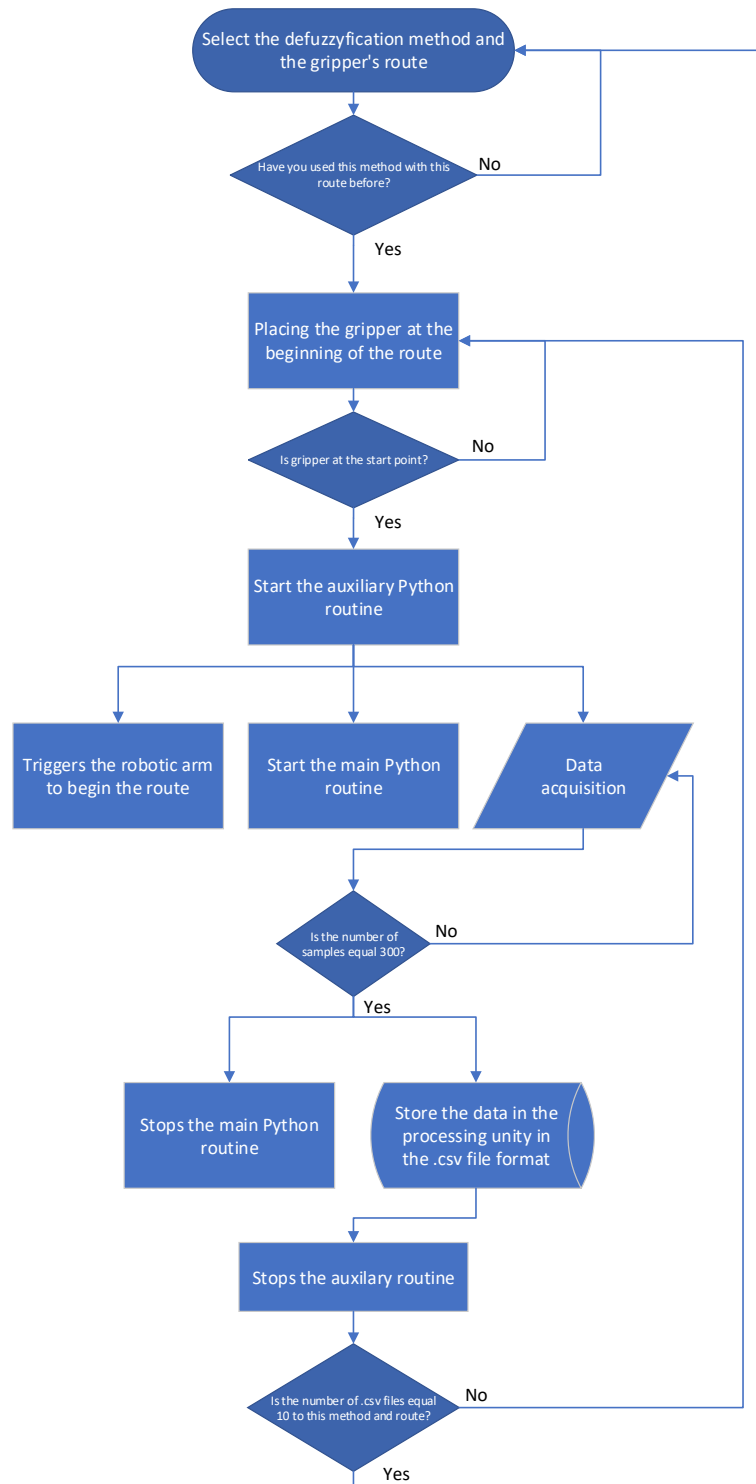 Select the defuzzyfication method and
the gripper's route
Have you used this method with this
route before?
No
Yes
Placing the gripper at the
beginning of the route
Is gripper at the start point?
No
Yes
Start the auxiliary Python
routine
Triggers the robotic arm
to begin the route
Start the main Python
routine
Data
acquisition
Is the number of
samples equal 300?
No
Yes
Stops the main Python
routine
Store the data in the
processing unity in
the .csv file format
Stops the auxilary routine
Is the number of .csv files equal
10 to this method and route?
No
Yes